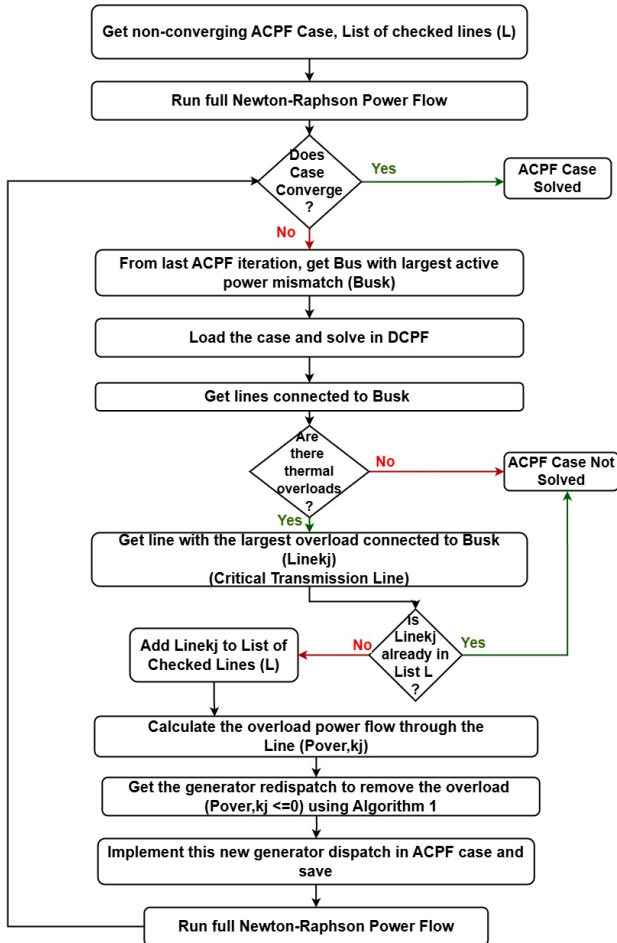 Get non-converging ACPF Case, List of checked lines (L)
Run full Newton-Raphson Power Flow
Does
Case
Converge
?
Yes
ACPF Case
Solved
No
From last ACPF iteration, get Bus with largest active
power mismatch (Busk)
Load the case and solve in DCPF
Get lines connected to Busk
Are
there
thermal
overloads
?
No
ACPF Case Not
Solved
Yes
Get line with the largest overload connected to Busk
(Linekj)
(Critical Transmission Line)
Is
Linekj
already in
List L
?
Yes
No
Add Linekj to List of
Checked Lines (L)
Calculate the overload power flow through the
Line (Pover,kj)
Get the generator redispatch to remove the overload
(Pover,kj <=0) using Algorithm 1
Implement this new generator dispatch in ACPF case and
save
Run full Newton-Raphson Power Flow